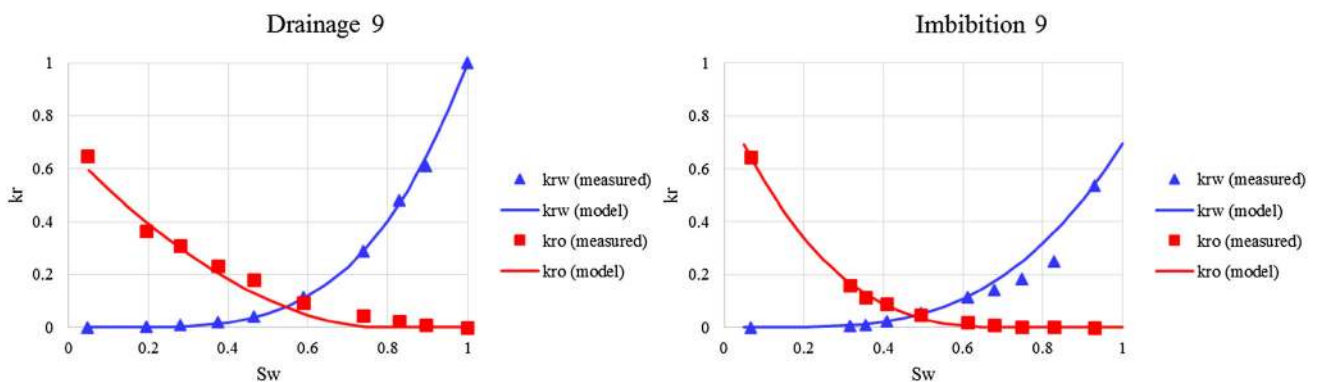 Drainage 9
1
0.8
0.6
0.4
0.2
0
kr
0 0.2 0.4 0.6 0.8 1
Sw
krw (measured)
krw (model)
kro (measured)
kro (model)
Imbibition 9
1
0.8
0.6
0.4
0.2
0
kr
0 0.2 0.4 0.6 0.8 1
Sw
krw (measured)
krw (model)
kro (measured)
kro (model)